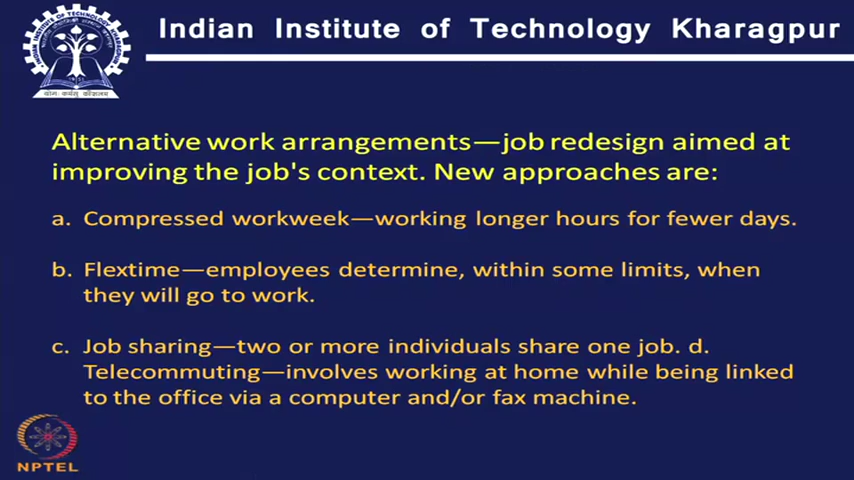 Indian Institute of Technology Kharagpur
Alternative work arrangements—job redesign aimed at
improving the job's context. New approaches are:
a. Compressed workweek—working longer hours for fewer days.
b. Flextime—employees determine, within some limits, when
they will go to work.
c. Job sharing—two or more individuals share one job. d.
Telecommuting—involves working at home while being linked
to the office via a computer and/or fax machine.
NPTEL